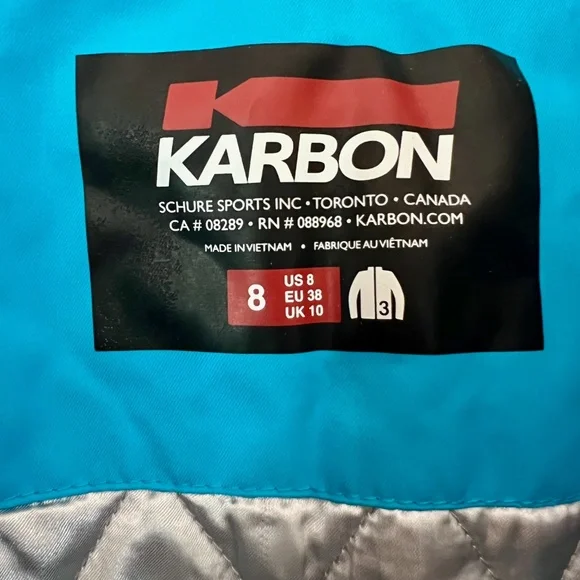 KARBON
SCHURE SPORTS INC • TORONTO • CANADA
CA # 08289 • RN # 088968 • KARBON.COM
MADE IN VIETNAM • FABRIQUE AU VIÊTNAM
8
US 8
EU 38
UK 10
3